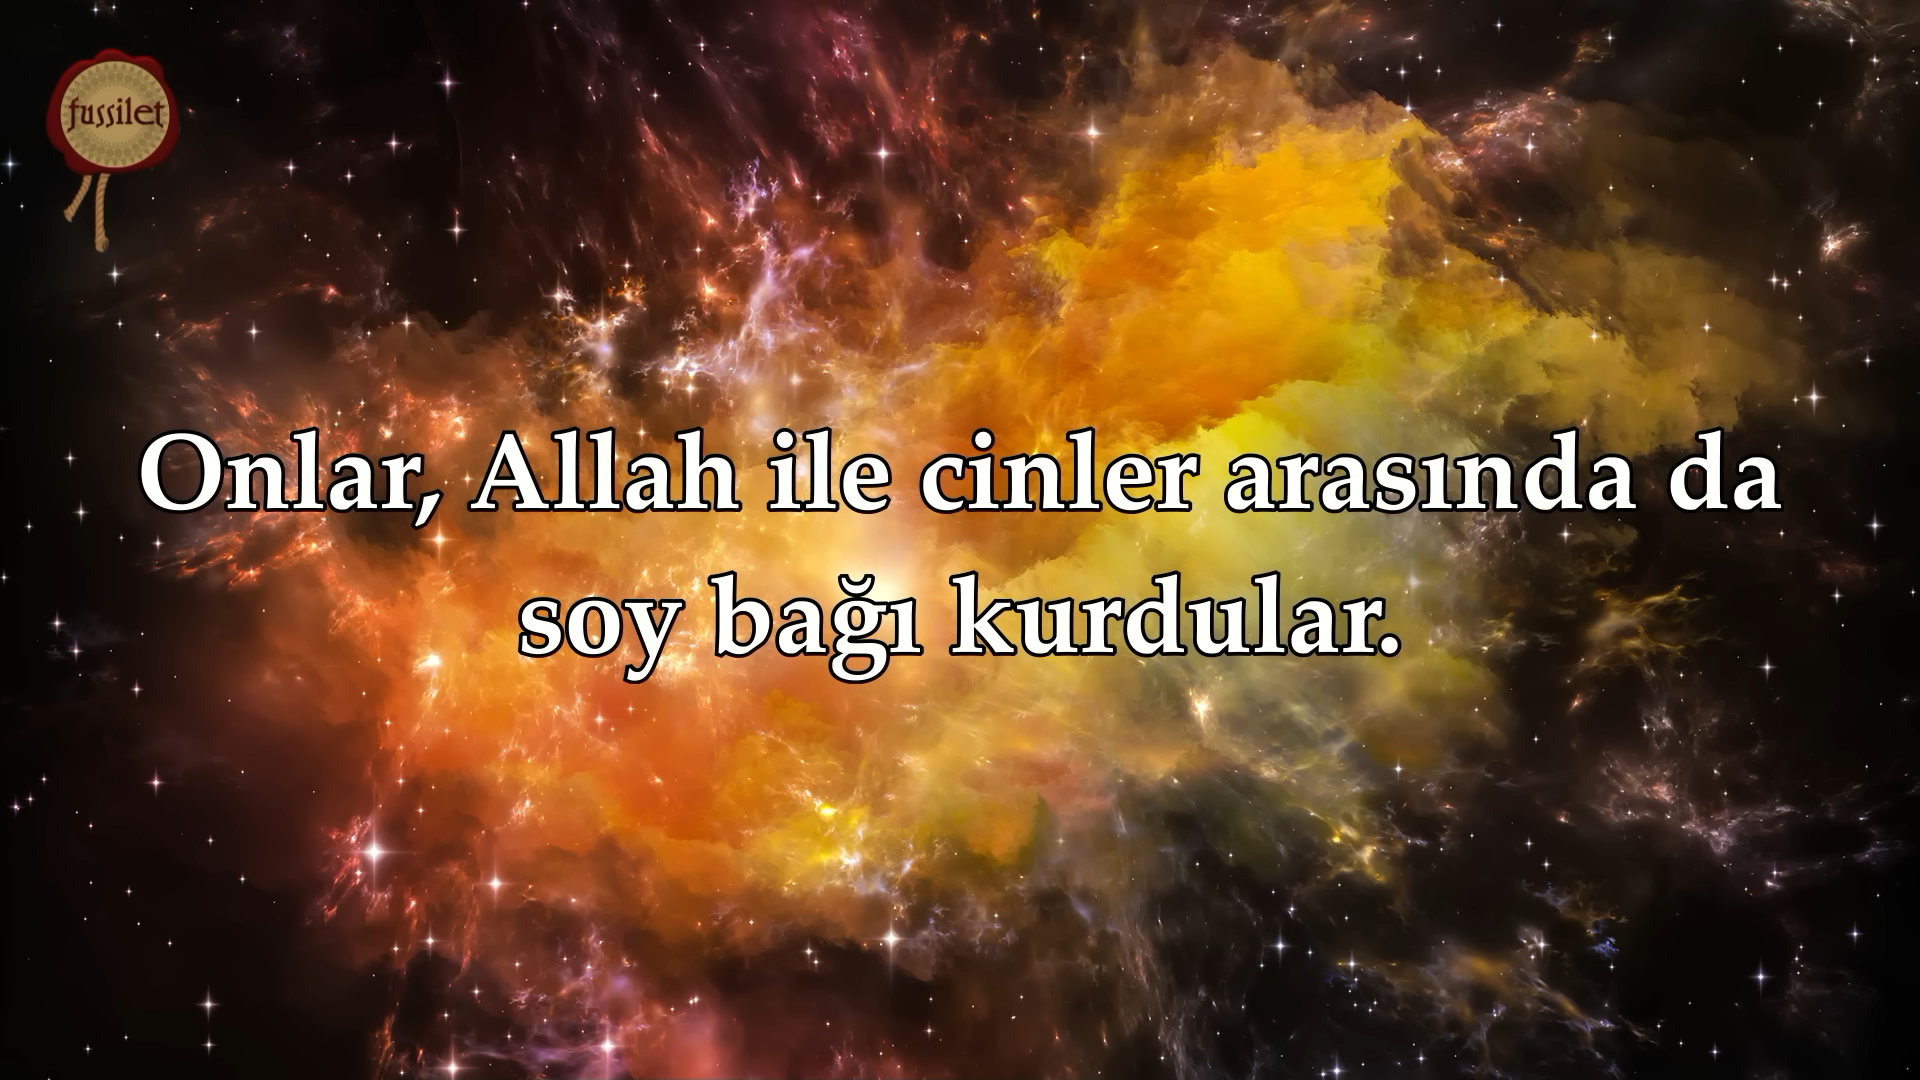 fussilet
Onlar, Allah ile cinler arasında da
soy bağı kurdular.